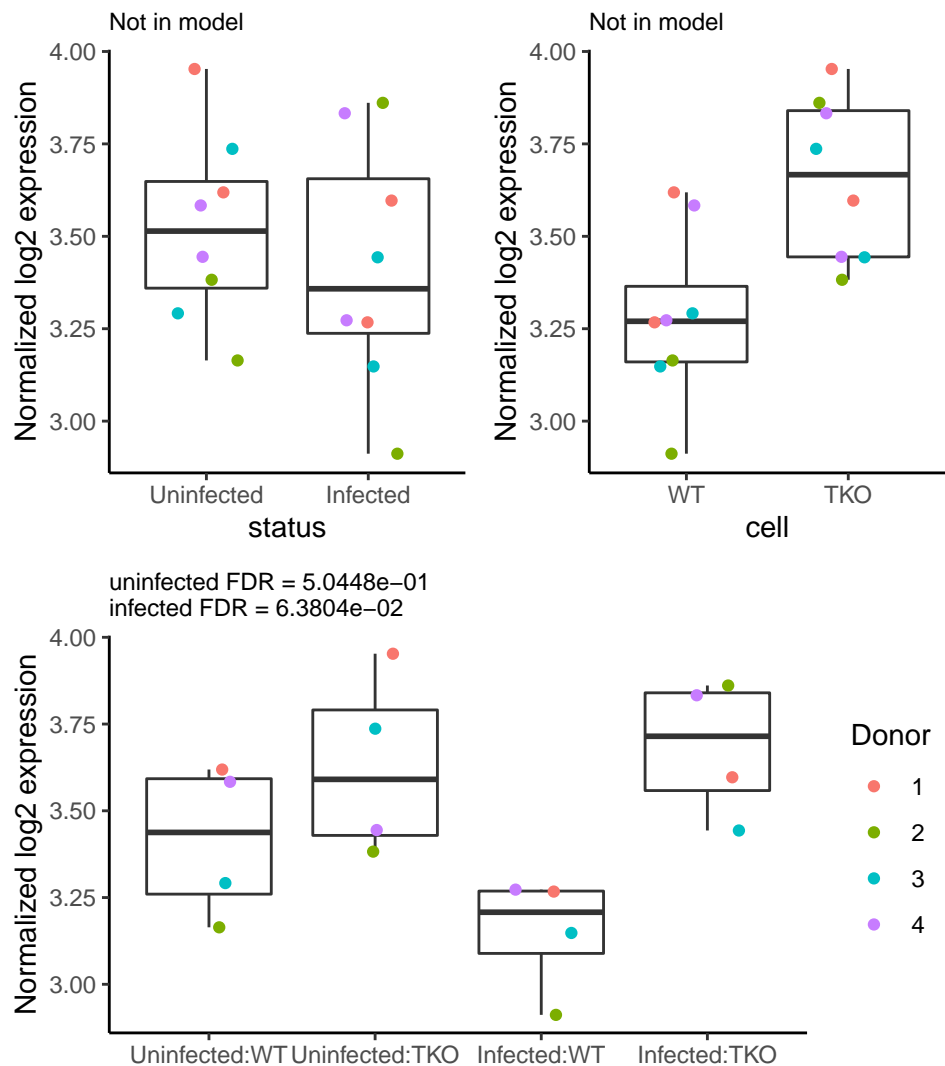 Not in model
Normalized log2 expression
4.00
3.75
3.50
3.25
3.00
Uninfected
Infected
status
Not in model
Normalized log2 expression
4.00
3.75
3.50
3.25
3.00
WT
TKO
cell
uninfected FDR = 5.0448e−01
infected FDR = 6.3804e−02
Normalized log2 expression
4.00
3.75
3.50
3.25
3.00
Uninfected:WT
Uninfected:TKO
Infected:WT
Infected:TKO
Donor
1
2
3
4